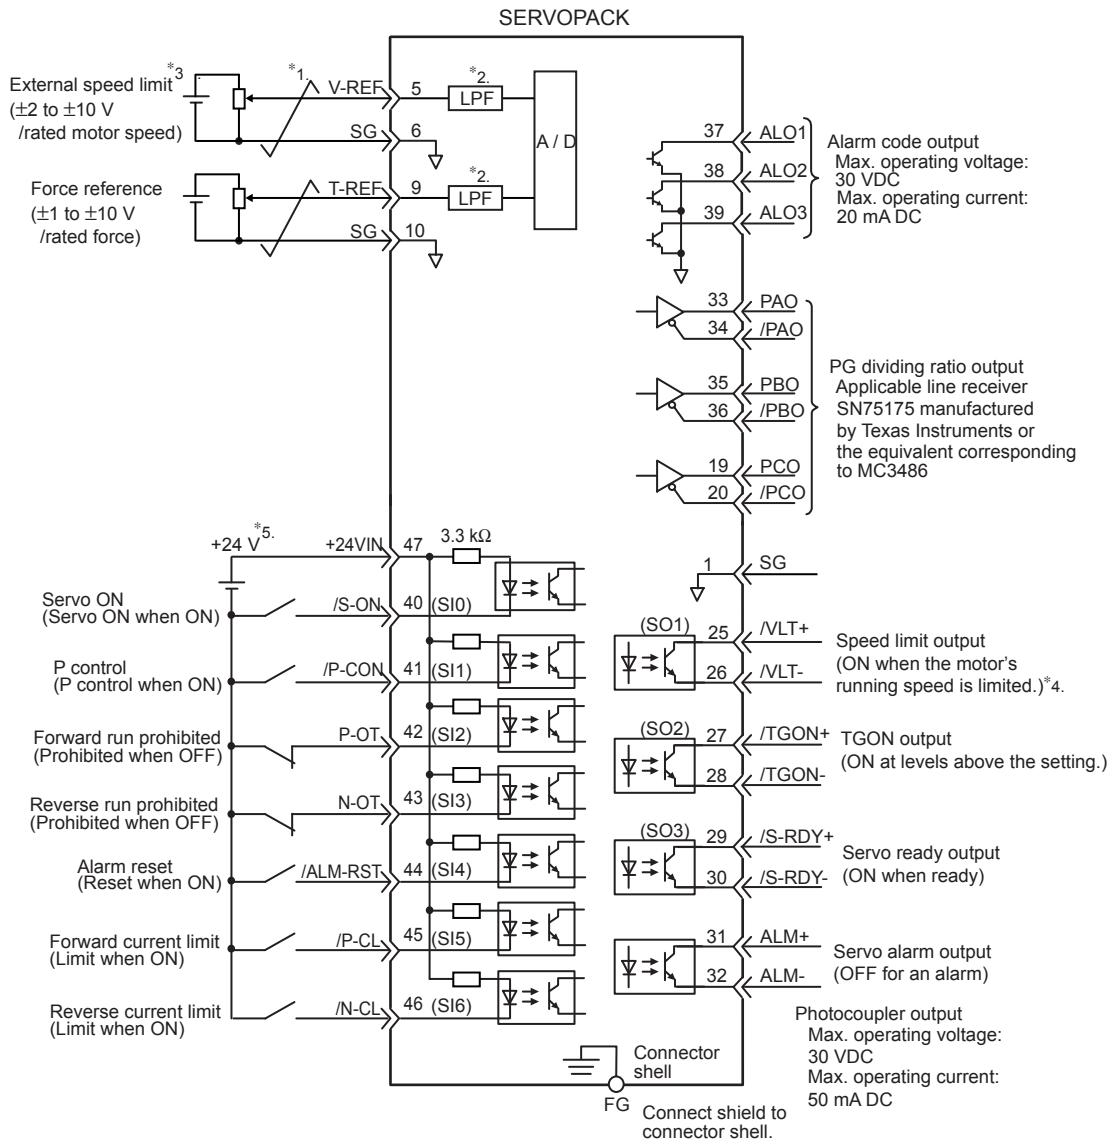 SERVOPACK
External speed limit *3.
(±2 to ±10 V
/rated motor speed)
*1.
V-REF
5
*2.
LPF
SG
6
A / D
Force reference
(±1 to ±10 V
/rated force)
T-REF
9
*2.
LPF
SG
10
37
ALO1
38
ALO2
39
ALO3
Alarm code output
Max. operating voltage:
30 VDC
Max. operating current:
20 mA DC
33
PAO
34
/PAO
35
PBO
36
/PBO
19
PCO
20
/PCO
PG dividing ratio output
Applicable line receiver
SN75175 manufactured
by Texas Instruments or
the equivalent corresponding
to MC3486
+24 V *5.
+24VIN
47
3.3 kΩ
Servo ON
(Servo ON when ON)
/S-ON
40
(SI0)
P control
(P control when ON)
/P-CON
41
(SI1)
Forward run prohibited
(Prohibited when OFF)
P-OT
42
(SI2)
Reverse run prohibited
(Prohibited when OFF)
N-OT
43
(SI3)
Alarm reset
(Reset when ON)
/ALM-RST
44
(SI4)
Forward current limit
(Limit when ON)
/P-CL
45
(SI5)
Reverse current limit
(Limit when ON)
/N-CL
46
(SI6)
1
SG
(SO1)
25
/VLT+
26
/VLT-
Speed limit output
(ON when the motor's
running speed is limited.)*4.
(SO2)
27
/TGON+
28
/TGON-
TGON output
(ON at levels above the setting.)
(SO3)
29
/S-RDY+
30
/S-RDY-
Servo ready output
(ON when ready)
31
ALM+
32
ALM-
Servo alarm output
(OFF for an alarm)
Photocoupler output
Max. operating voltage:
30 VDC
Max. operating current:
50 mA DC
Connector
shell
FG
Connect shield to
connector shell.